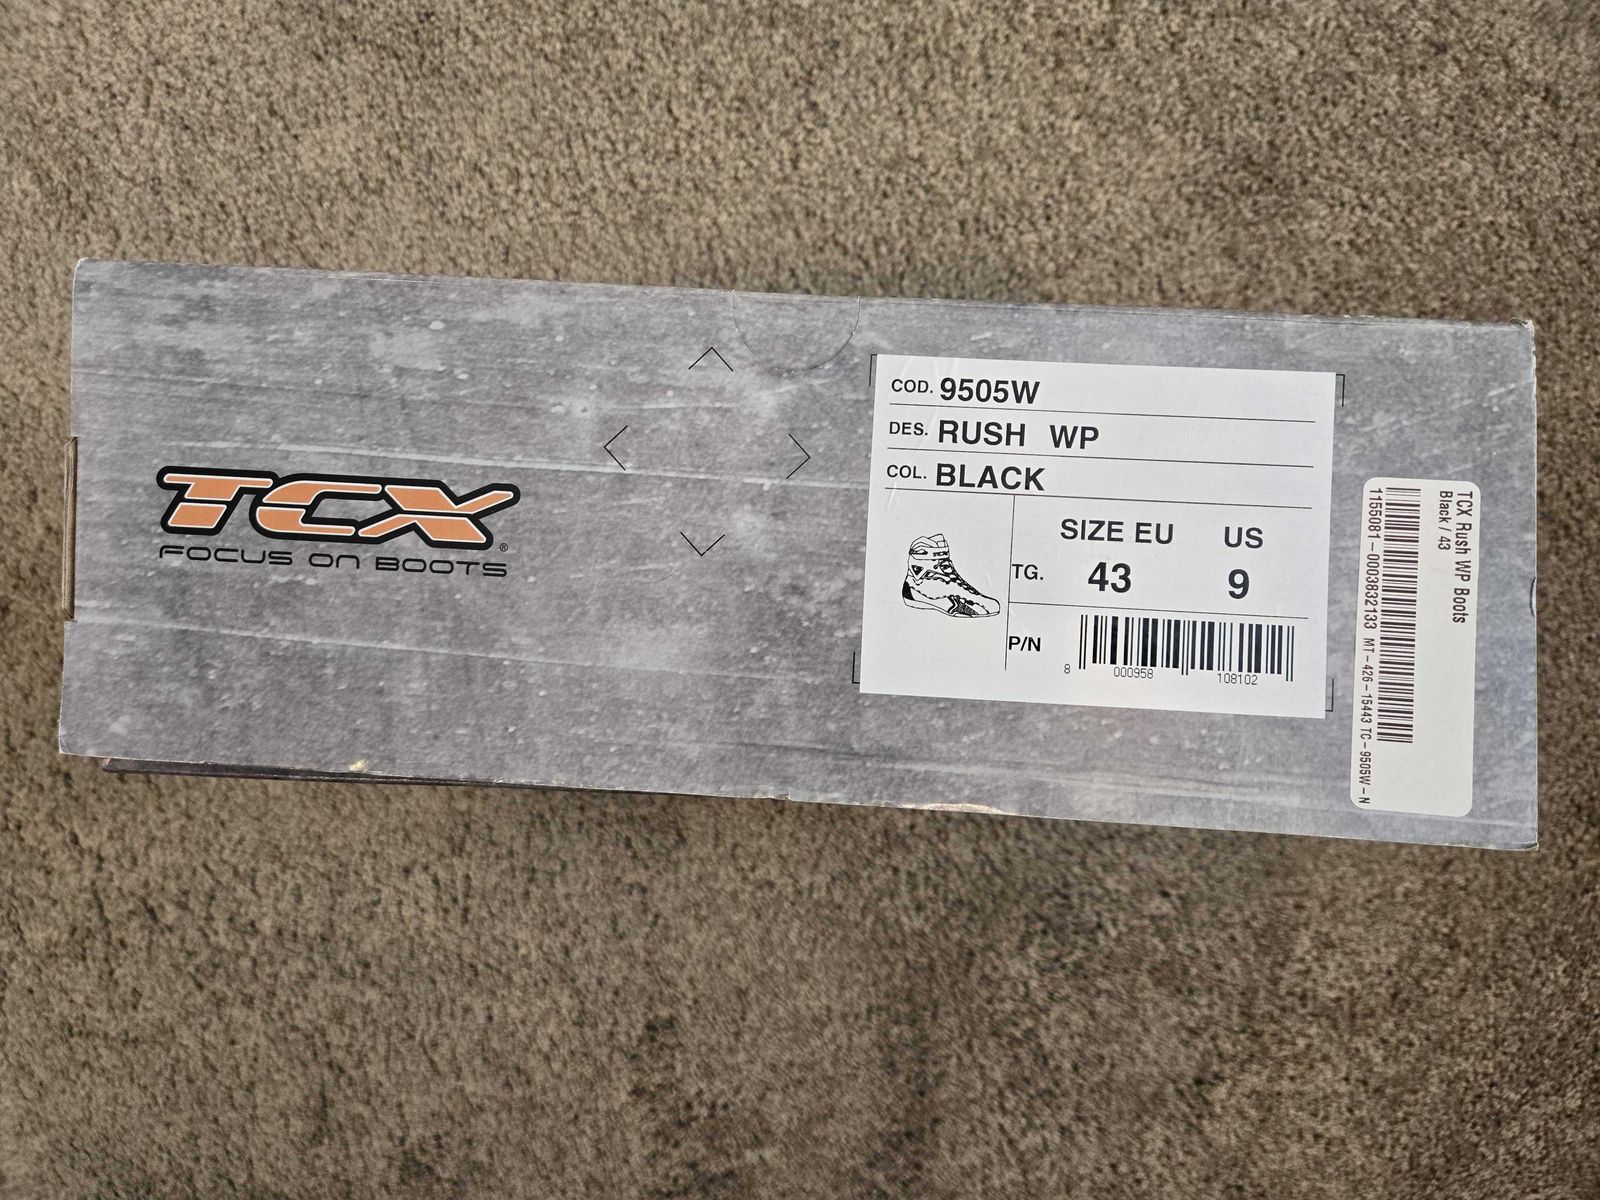 TCX®
FOCUS ON BOOTS
COD. 9505W
DES. RUSH WP
COL. BLACK
SIZE EU US
TG. 43 9
P/N
8 000958 108102
TCX Rush WP Boots
Black / 43
1155081-0003832133 MT-426-15443 TC-9505W-N